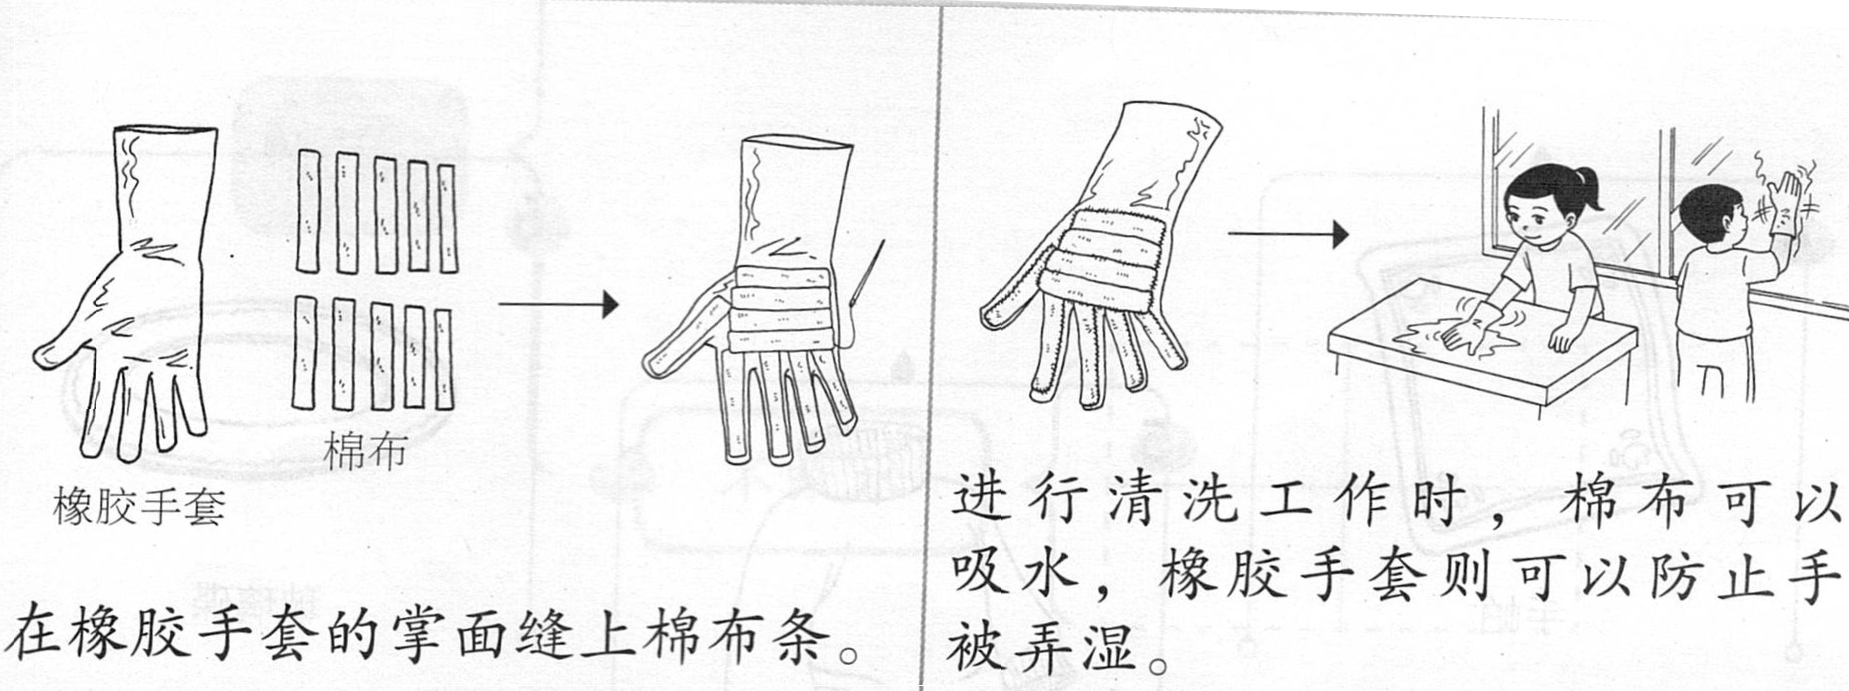 棉布
橡胶手套
在橡胶手套的掌面缝上棉布条。
进行清洗工作时，棉布可以
吸水，橡胶手套则可以防止手
被弄湿。